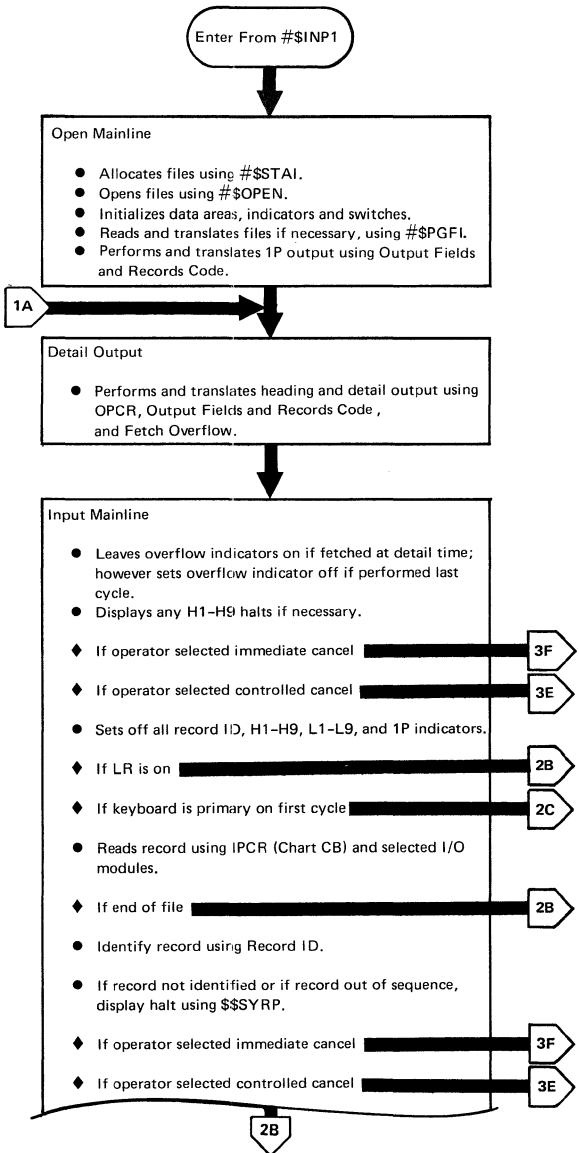 Enter From #$INP1
Open Mainline
● Allocates files using #$STAI.
● Opens files using #$OPEN.
● Initializes data areas, indicators and switches.
● Reads and translates files if necessary, using #$PGFI.
● Performs and translates 1P output using Output Fields
and Records Code.
1A
Detail Output
● Performs and translates heading and detail output using
OPCR, Output Fields and Records Code ,
and Fetch Overflow.
Input Mainline
● Leaves overflow indicators on if fetched at detail time;
however sets overflow indicator off if performed last
cycle.
● Displays any H1-H9 halts if necessary.
♦ If operator selected immediate cancel 3F
♦ If operator selected controlled cancel 3E
● Sets off all record ID, H1-H9, L1-L9, and 1P indicators.
♦ If LR is on 2B
♦ If keyboard is primary on first cycle 2C
● Reads record using IPCR (Chart CB) and selected I/O
modules.
♦ If end of file 2B
● Identify record using Record ID.
● If record not identified or if record out of sequence,
display halt using $$SYRP.
♦ If operator selected immediate cancel 3F
♦ If operator selected controlled cancel 3E
2B